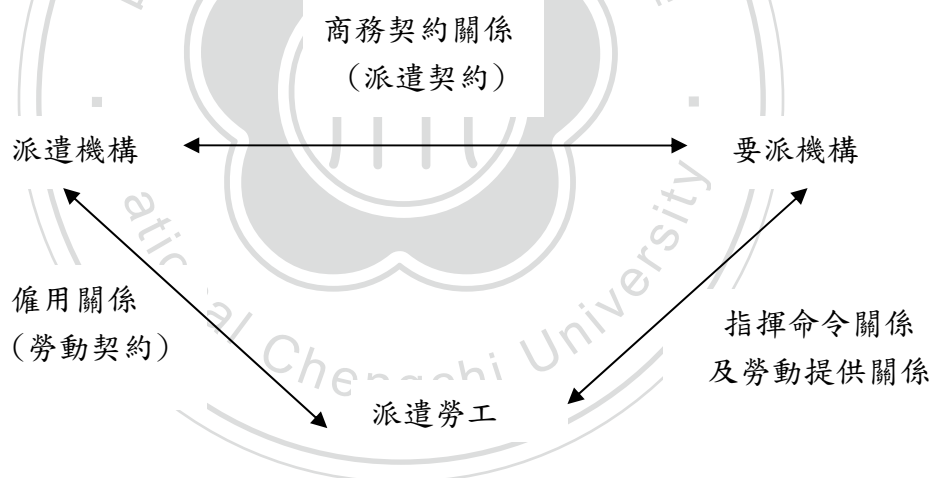 商務契約關係
(派遣契約)
派遣機構
要派機構
僱用關係
(勞動契約)
指揮命令關係
及勞動提供關係
派遣勞工
Chengchi University